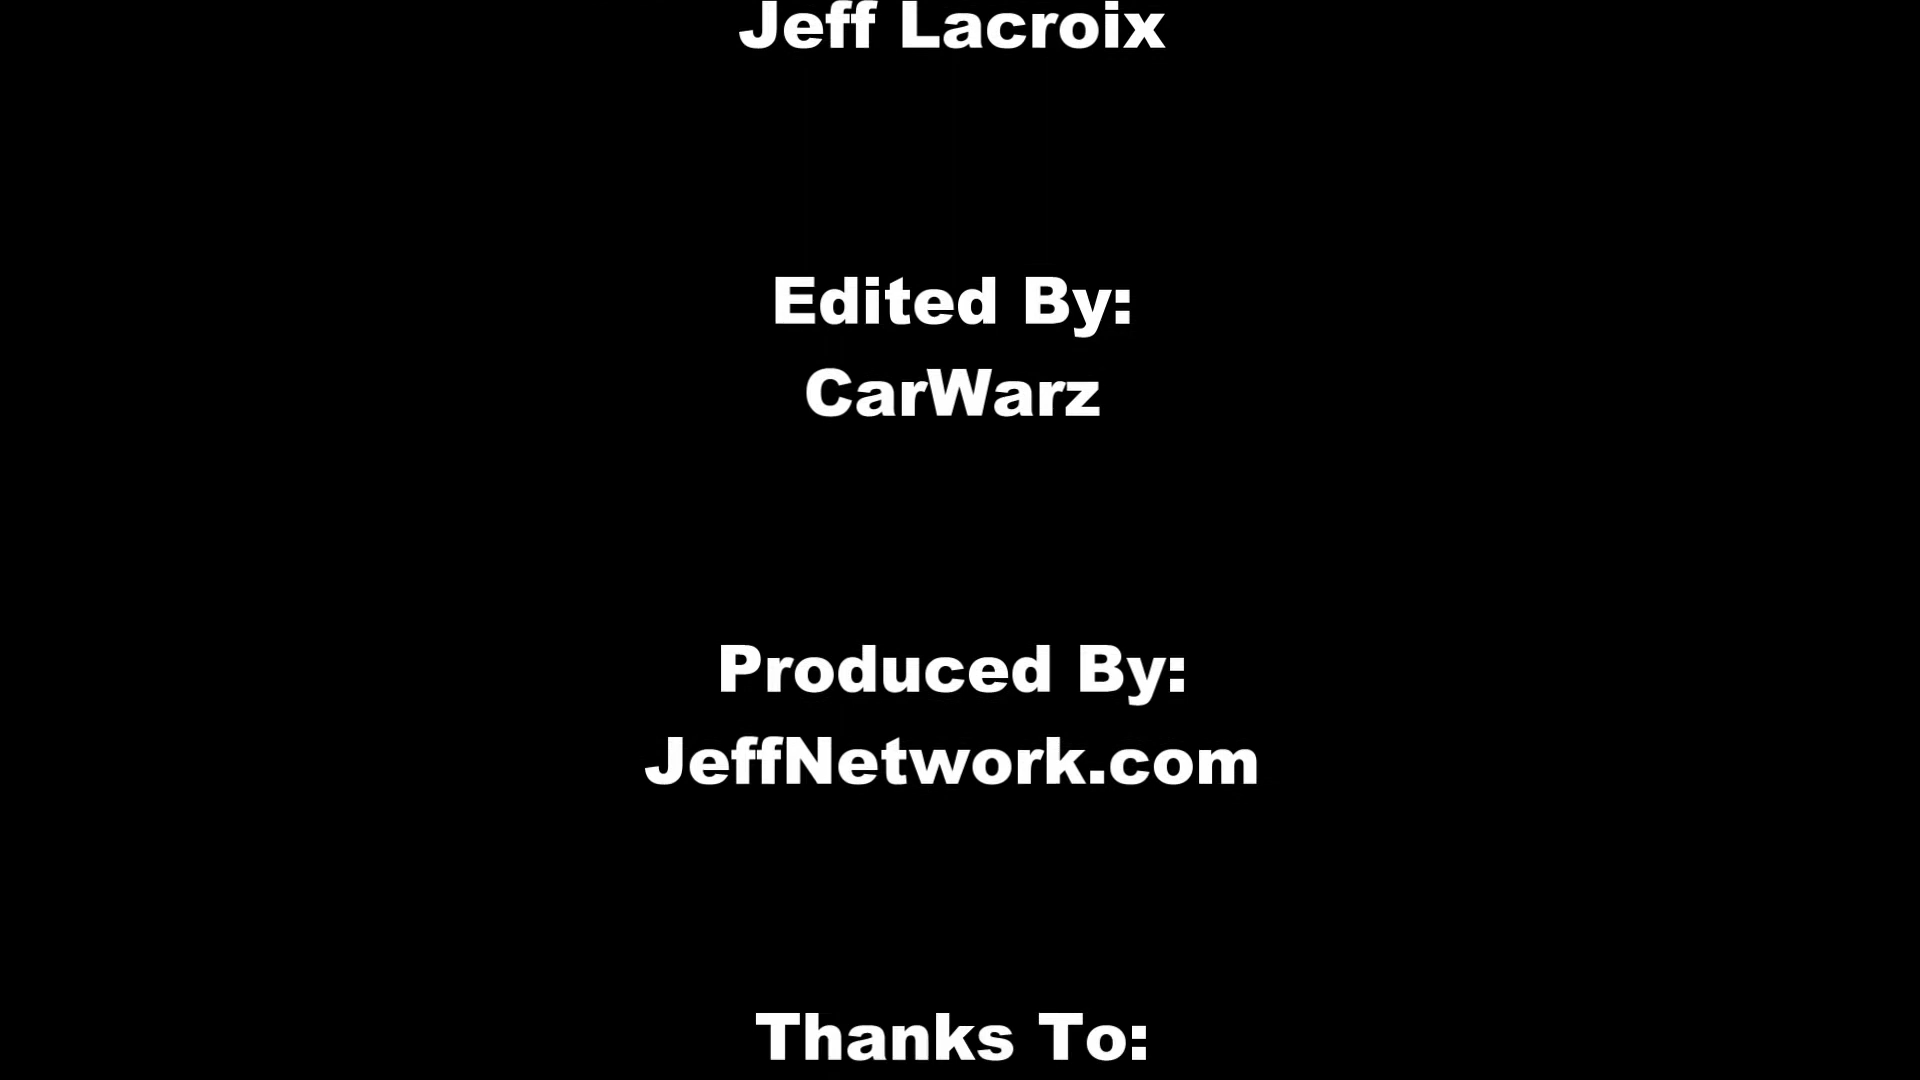 Jeff Lacroix
Edited By:
CarWarz
Produced By:
JeffNetwork.com
Thanks To: